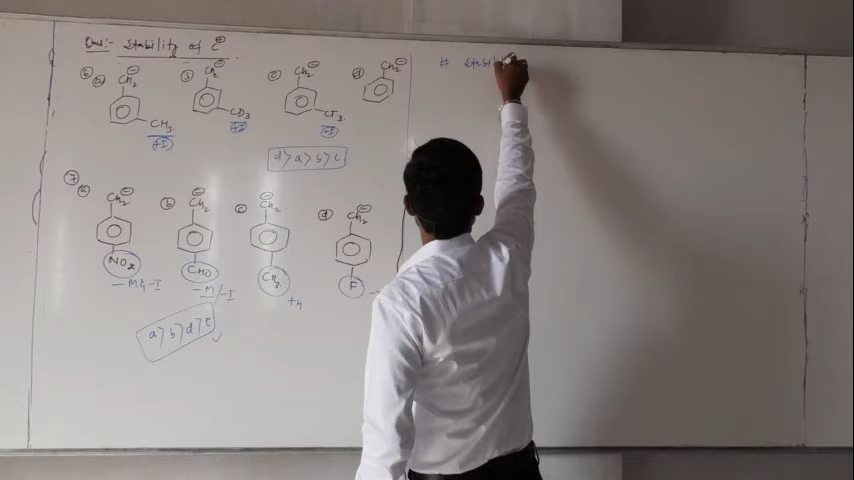 Que:- Stability of C⊕
⑥ ⓐ CH₂⊖ ⓑ CH₂⊖ ⓒ CH₂⊖ ⓓ CH₂⊖
CH₃ CD₃ CT₃
+I +I +I
d > a > b > c
⑦ ⓐ CH₂⊖ ⓑ CH₂⊖ ⓒ CH₂⊖ ⓓ CH₂⊖
NO₂ CHO CH₃ F
-M, -I -M/-I
a > b > d > c
# Stabi